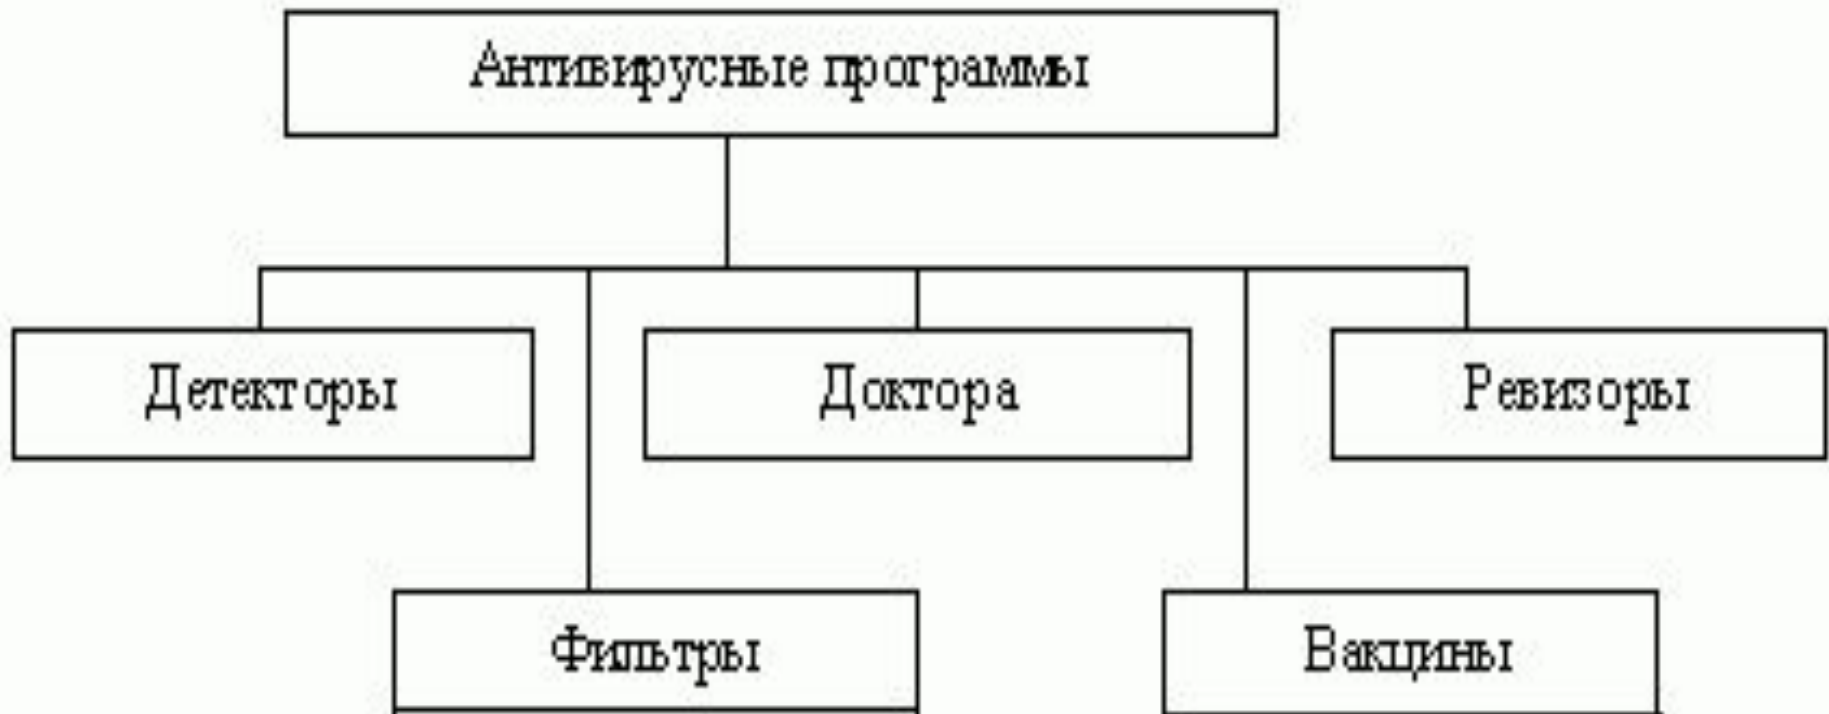 Антивирусные программы
Детекторы
Доктора
Ревизоры
Фильтры
Вакцины